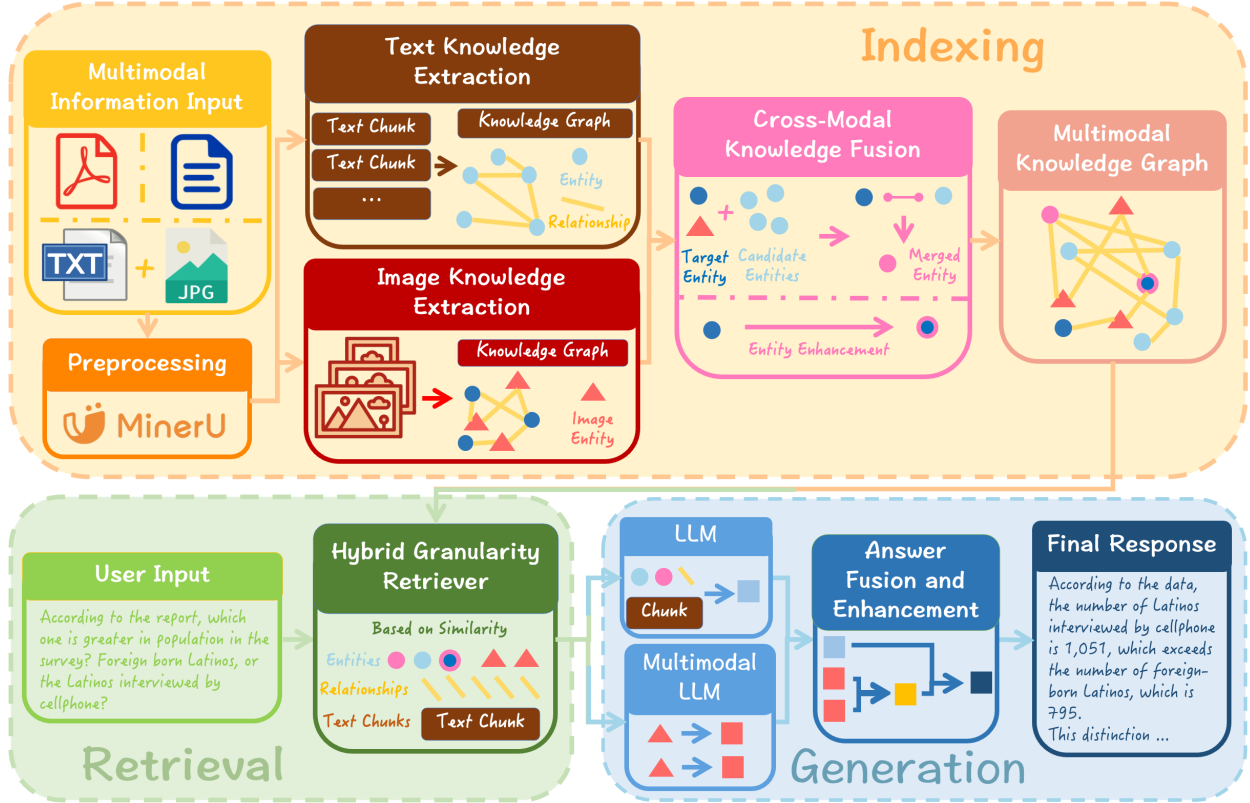 Indexing
Multimodal
Information Input
TXT
+
JPG
Preprocessing
MinerU
Text Knowledge
Extraction
Text Chunk
Text Chunk
...
Knowledge Graph
Entity
Relationship
Image Knowledge
Extraction
Knowledge Graph
Image
Entity
Cross-Modal
Knowledge Fusion
+
Target
Entity
Candidate
Entities
Merged
Entity
Entity Enhancement
Multimodal
Knowledge Graph
User Input
According to the report, which
one is greater in population in the
survey? Foreign born Latinos, or
the Latinos interviewed by
cellphone?
Retrieval
Hybrid Granularity
Retriever
Based on Similarity
Entities
Relationships
Text Chunks
Text Chunk
LLM
Chunk
Multimodal
LLM
Answer
Fusion and
Enhancement
Generation
Final Response
According to the data,
the number of Latinos
interviewed by cellphone
is 1,051, which exceeds
the number of foreign-
born Latinos, which is
795.
This distinction ...